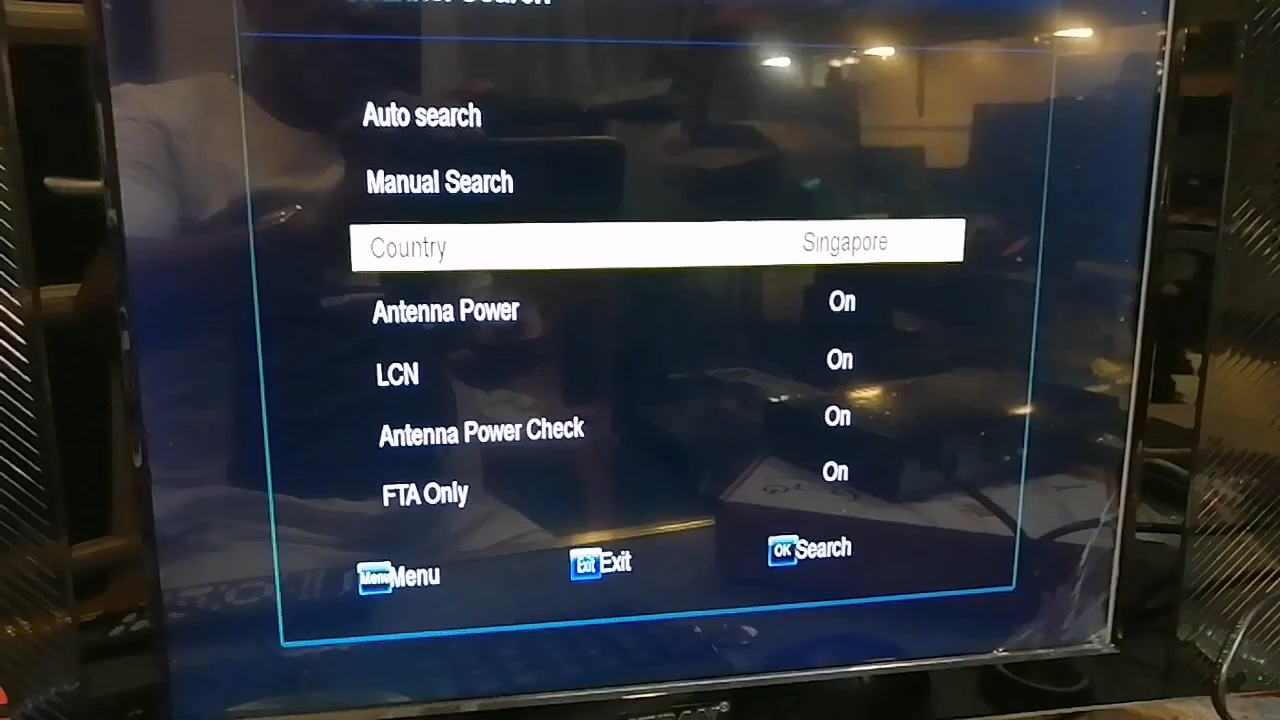 Auto search
Manual Search
Country Singapore
Antenna Power On
LCN On
Antenna Power Check On
FTA Only On
Menu Menu Exit Exit OK Search